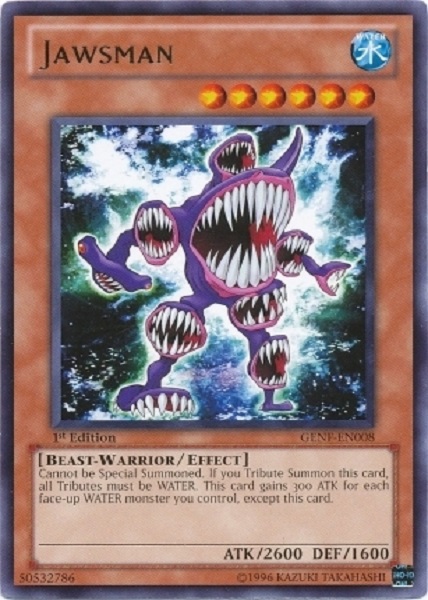 JAWSMAN
WATER
水
1st Edition
GENF-EN008
[BEAST-WARRIOR/EFFECT]
Cannot be Special Summoned. If you Tribute Summon this card,
all Tributes must be WATER. This card gains 300 ATK for each
face-up WATER monster you control, except this card.
ATK/2600 DEF/1600
50532786
©1996 KAZUKI TAKAHASHI